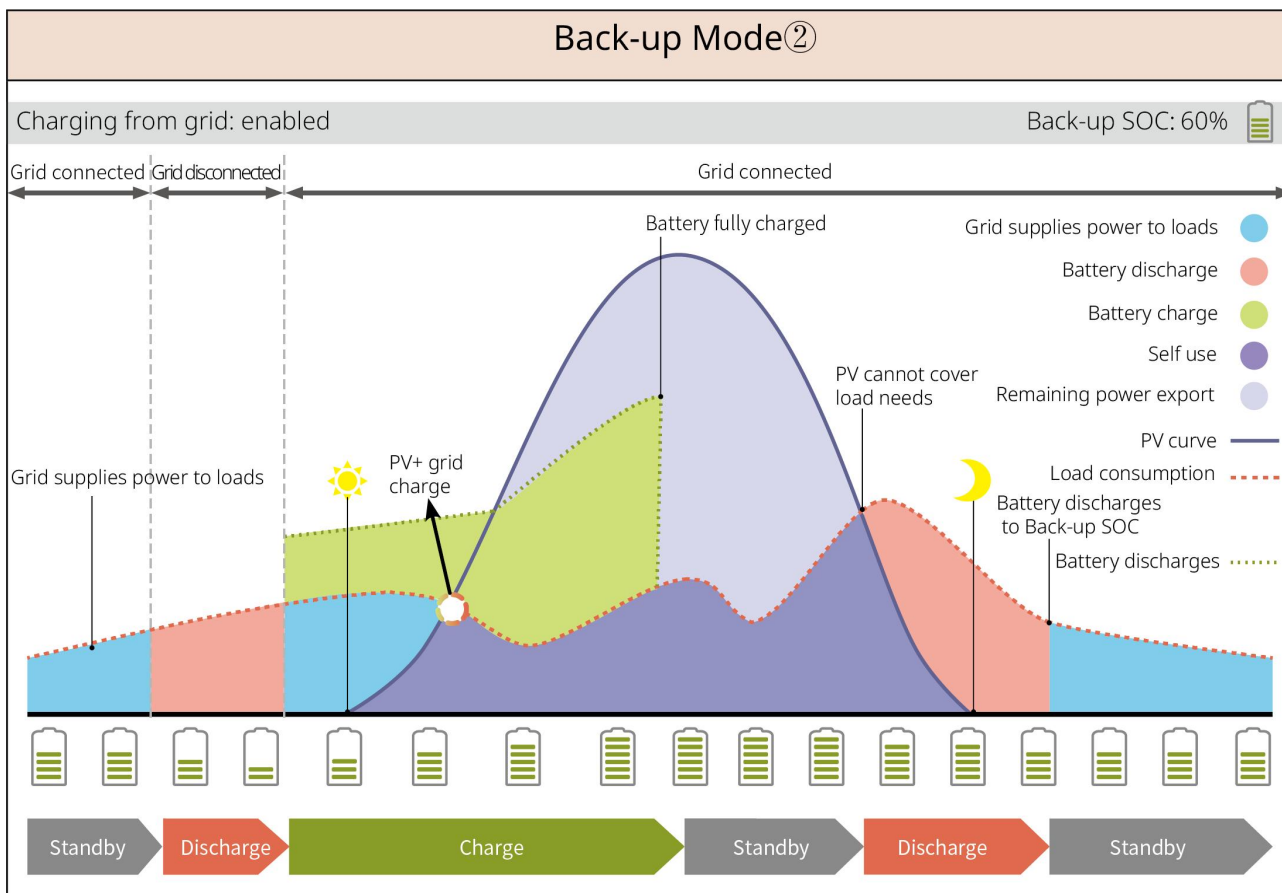 Back-up Mode②
Charging from grid: enabled
Back-up SOC: 60%
Grid connected
Grid disconnected
Grid connected
Battery fully charged
Grid supplies power to loads
Battery discharge
Battery charge
Self use
Remaining power export
PV curve
Load consumption
Battery discharges
PV cannot cover
load needs
Grid supplies power to loads
PV+ grid
charge
Battery discharges
to Back-up SOC
Standby
Discharge
Charge
Standby
Discharge
Standby